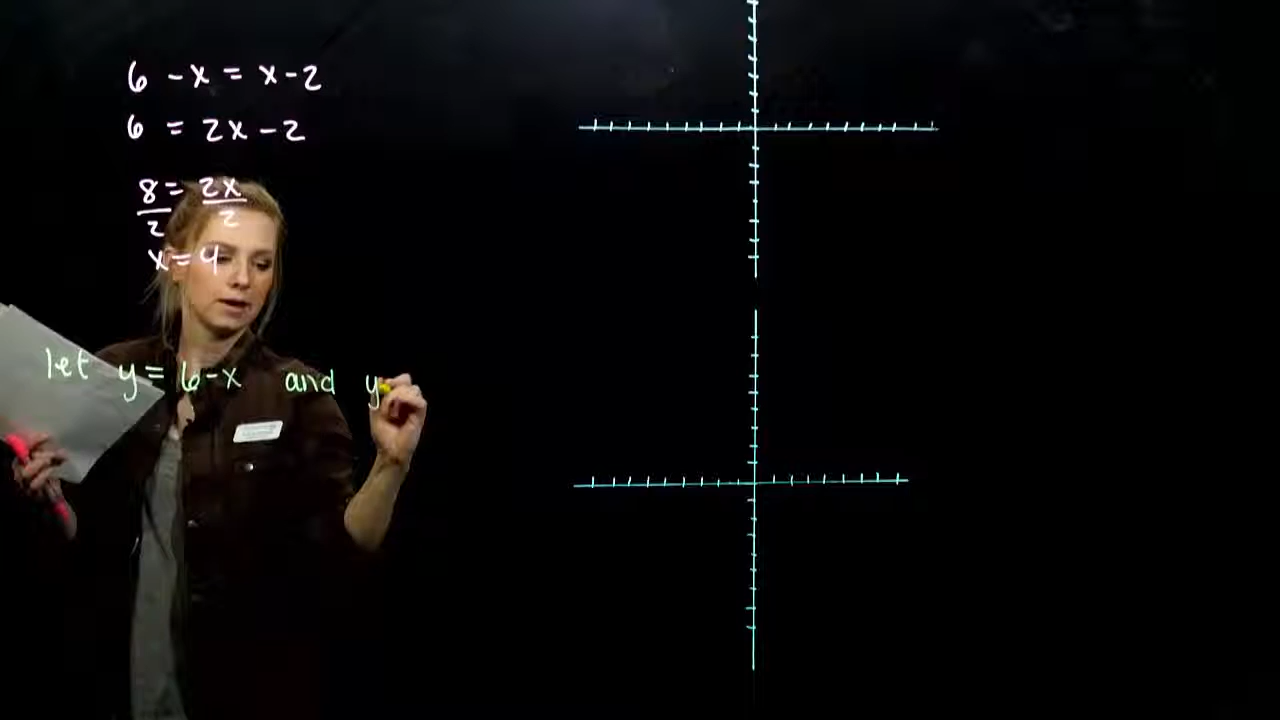 6 - x = x - 2
6 = 2x - 2
8/2 = 2x/2
x = 4
let y = 6 - x and y